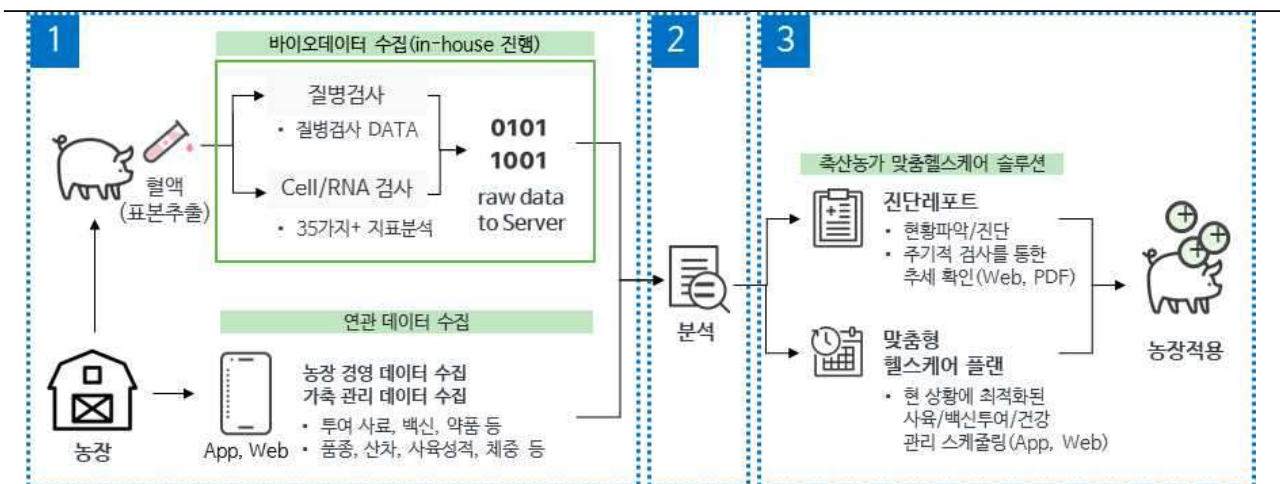 1
바이오데이터 수집(in-house 진행)
질병검사
• 질병검사 DATA
Cell/RNA 검사
• 35가지+ 지표분석
0101
1001
raw data
to Server
혈액
(표본추출)
연관 데이터 수집
농장 경영 데이터 수집
가축 관리 데이터 수집
• 투여 사료, 백신, 약품 등
• 품종, 산차, 사육성적, 체중 등
App, Web
농장
2
분석
3
축산농가 맞춤헬스케어 솔루션
진단레포트
• 현황파악/진단
• 주기적 검사를 통한
추세 확인(Web, PDF)
맞춤형
헬스케어 플랜
• 현 상황에 최적화된
사육/백신투여/건강
관리 스케줄링(App, Web)
농장적용